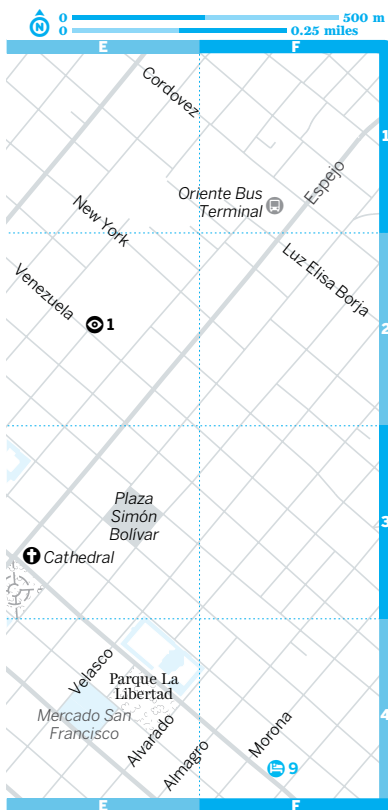 N
0 500 m
0 0.25 miles
E F
Cordovez
1
Espejo
Oriente Bus
Terminal
New York
Luz Elisa Borja
Venezuela
1
2
Plaza
Simón
Bolívar
3
Cathedral
Velasco
Parque La
Libertad
Mercado San
Francisco
Alvarado
Almagro
Morona
4
9
E F